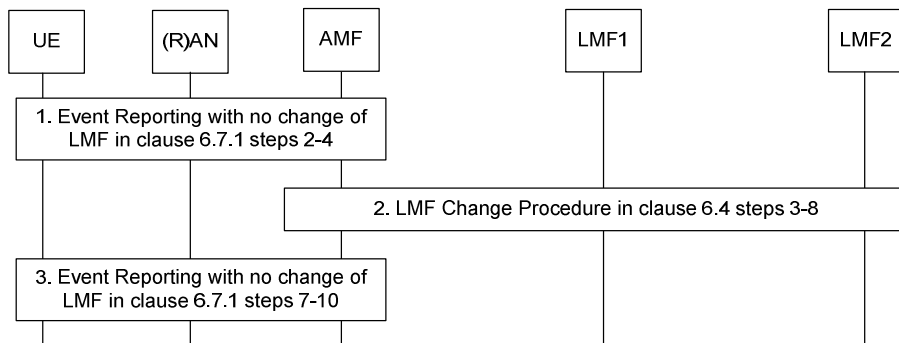 UE
(R)AN
AMF
LMF1
LMF2
1. Event Reporting with no change of
LMF in clause 6.7.1 steps 2-4
2. LMF Change Procedure in clause 6.4 steps 3-8
3. Event Reporting with no change of
LMF in clause 6.7.1 steps 7-10